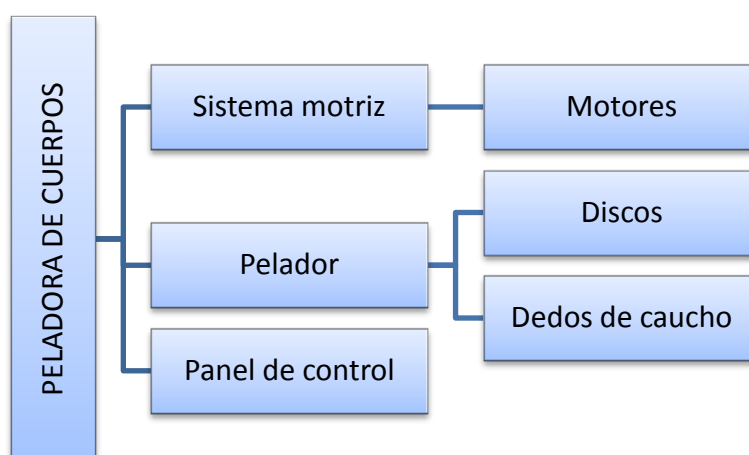 PELADORA DE CUERPOS
Sistema motriz
Motores
Pelador
Discos
Dedos de caucho
Panel de control